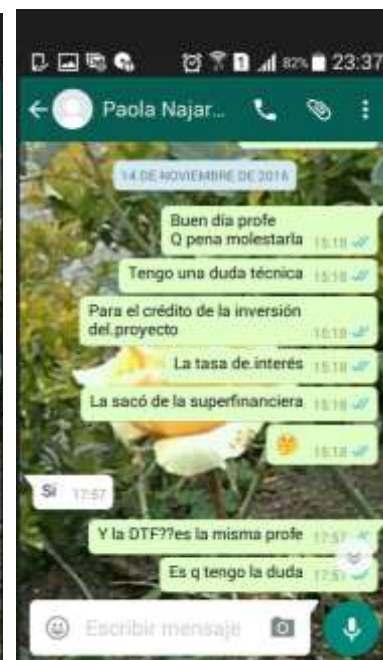 82% 23:37
Paola Najar...
14 DE NOVIEMBRE DE 2016
Buen día profe
Q pena molestarla 15:18
Tengo una duda técnica 15:18
Para el crédito de la inversión
del.proyecto 15:18
La tasa de.interés 15:18
La sacó de la superfinanciera 15:18
15:18
Si 17:57
Y la DTF??es la misma profe 17:57
Es q tengo la duda 17:57
Escribir mensaje